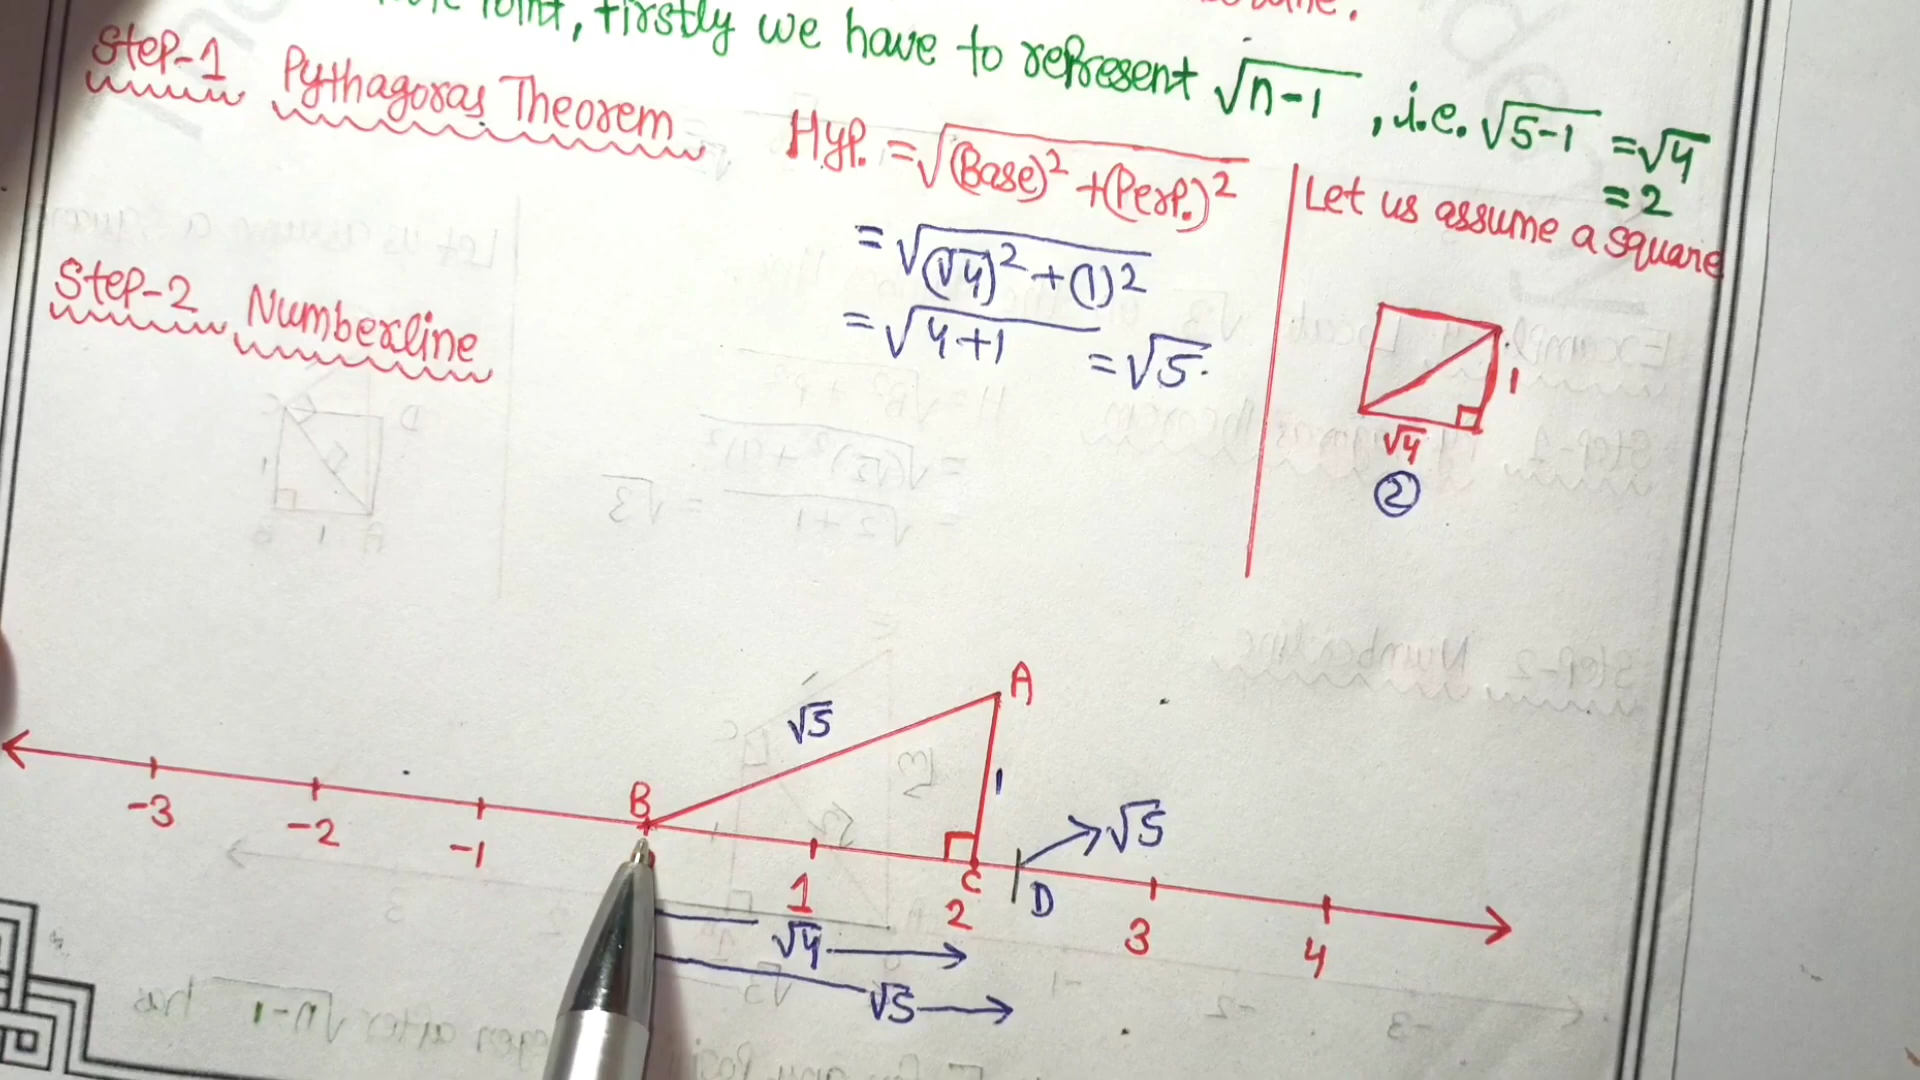 Point, firstly we have to represent √n-1, i.e. √5-1 = √4
= 2
Step-1 Pythagoras Theorem
Hyp. = √(Base)² + (Perp.)²
= √(√4)² + (1)²
= √4+1 = √5.
Let us assume a square
1
√4
2
Step-2 Numberline
A
√5
1
B
√5
C
D
-3 -2 -1 1 2 3 4
√4
√5